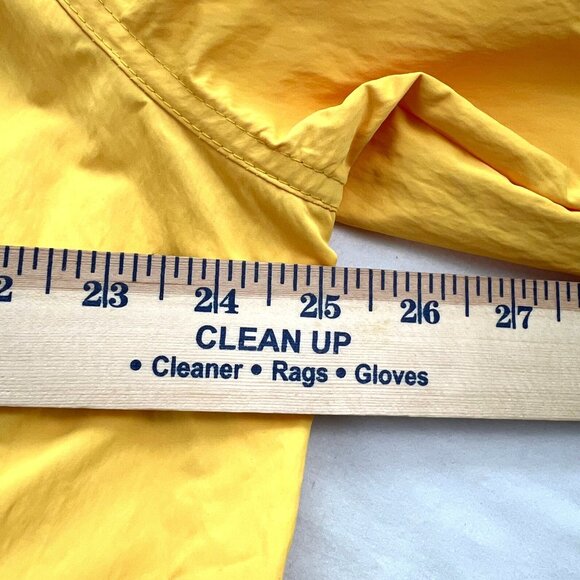 2 23 24 25 26 27
CLEAN UP
• Cleaner • Rags • Gloves